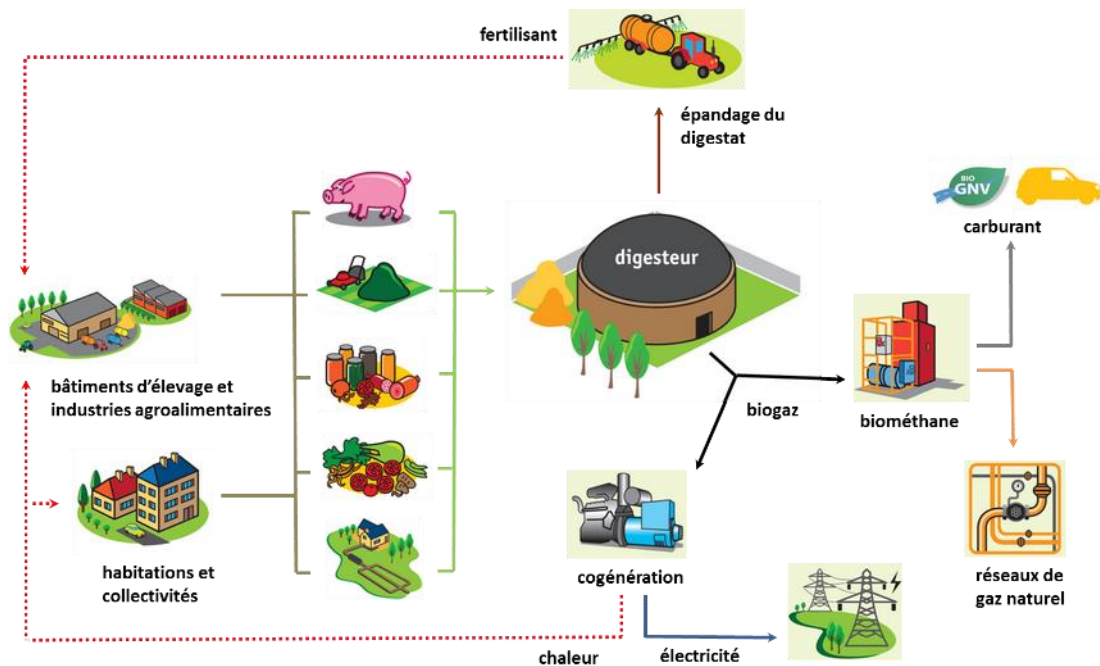 fertilisant
épandage du
digestat
BIO
GNV
carburant
digesteur
bâtiments d'élevage et
industries agroalimentaires
biogaz
biométhane
habitations et
collectivités
cogénération
réseaux de
gaz naturel
chaleur
électricité